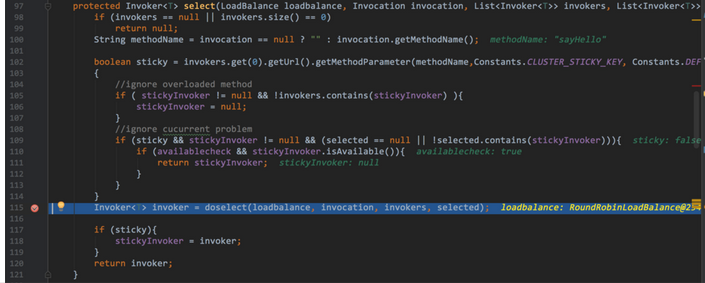 97 protected Invoker<T> select(LoadBalance loadbalance, Invocation invocation, List<Invoker<T>> invokers, List<Invoker<T>>
98 if (invokers == null || invokers.size() == 0)
99 return null;
100 String methodName = invocation == null ? "" : invocation.getMethodName(); methodName: "sayHello"
101
102 boolean sticky = invokers.get(0).getUrl().getMethodParameter(methodName,Constants.CLUSTER_STICKY_KEY, Constants.DEF
103 {
104 //ignore overloaded method
105 if ( stickyInvoker != null && !invokers.contains(stickyInvoker) ){
106 stickyInvoker = null;
107 }
108 //ignore cucurrent problem
109 if (sticky && stickyInvoker != null && (selected == null || !selected.contains(stickyInvoker))){ sticky: false
110 if (availablecheck && stickyInvoker.isAvailable()){ availablecheck: true
111 return stickyInvoker; stickyInvoker: null
112 }
113 }
114 }
115 Invoker<T> invoker = doselect(loadbalance, invocation, invokers, selected); loadbalance: RoundRobinLoadBalance@
116
117 if (sticky){
118 stickyInvoker = invoker;
119 }
120 return invoker;
121 }